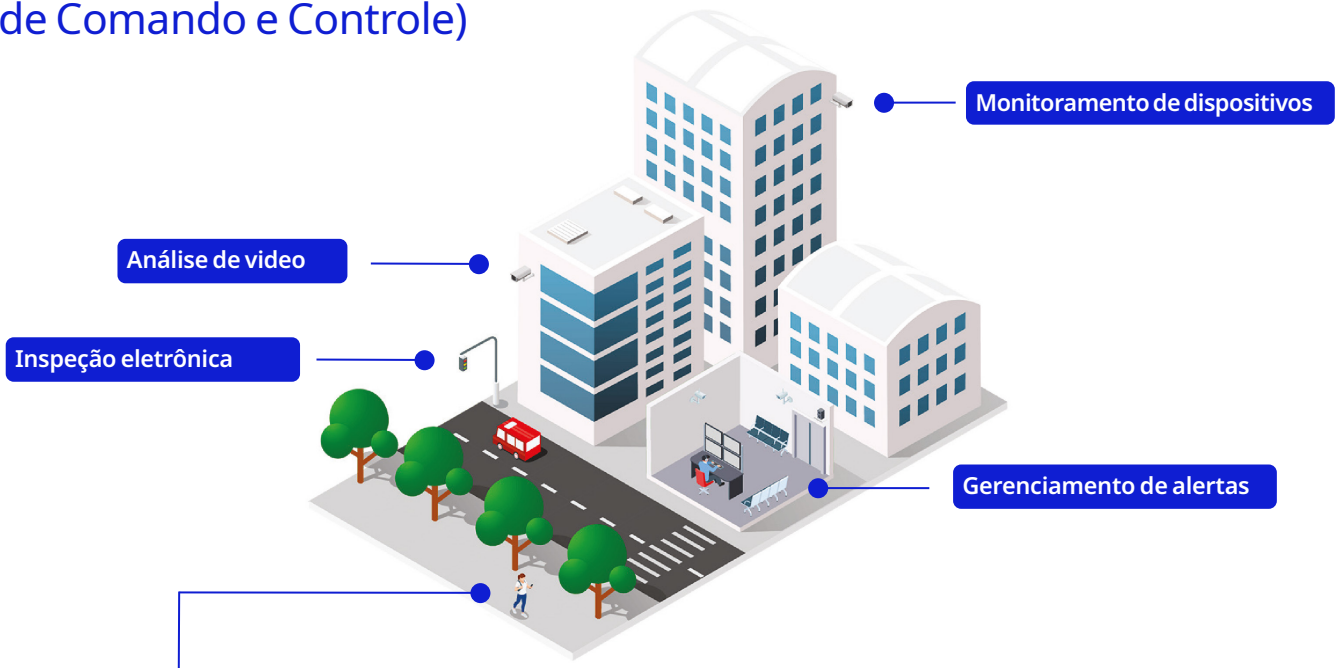 de Comando e Controle)
Monitoramento de dispositivos
Análise de video
Inspeção eletrônica
Gerenciamento de alertas